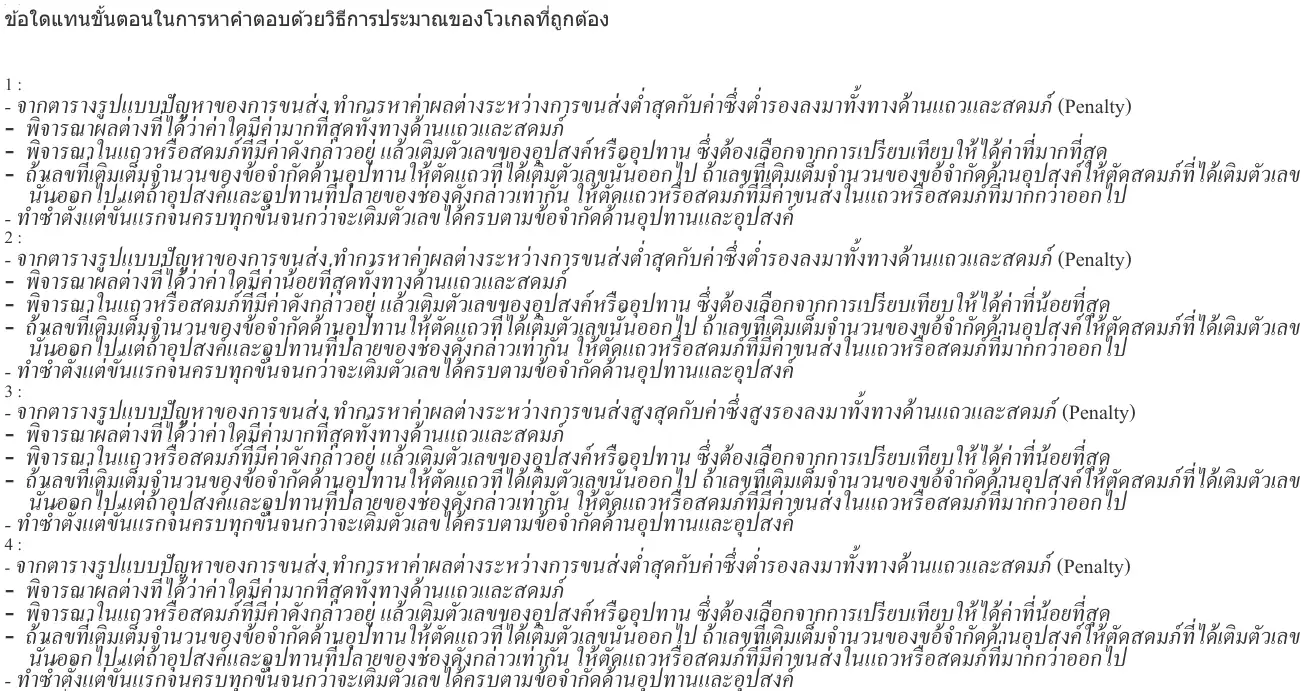 ข้อใดแทนขั้นตอนในการหาคำตอบด้วยวิธีการประมาณของโวเกลที่ถูกต้อง
1 :
- จากตารางรูปแบบปัญหาของการขนส่ง ทำการหาค่าผลต่างระหว่างการขนส่งต่ำสุดกับค่าซึ่งต่ำรองลงมาทั้งทางด้านแถวและสดมภ์ (Penalty)
- พิจารณาผลต่างที่ได้ว่าค่าใดมีค่ามากที่สุดทั้งทางด้านแถวและสดมภ์
- พิจารณาในแถวหรือสดมภ์ที่มีค่าดังกล่าวอยู่ แล้วเติมตัวเลขของอุปสงค์หรืออุปทาน ซึ่งต้องเลือกจากการเปรียบเทียบให้ได้ค่าที่มากที่สุด
- ถ้าเลขที่เติมเต็มจำนวนของข้อจำกัดด้านอุปทานให้ตัดแถวที่ได้เติมตัวเลขนั้นออกไป ถ้าเลขที่เติมเต็มจำนวนของขอ้จำกัดด้านอุปสงค์ให้ตัดสดมภ์ที่ได้เติมตัวเลข
นั้นออกไป แต่ถ้าอุปสงค์และอุปทานที่ปลายของช่องดังกล่าวเท่ากัน ให้ตัดแถวหรือสดมภ์ที่มีค่าขนส่งในแถวหรือสดมภ์ที่มากกว่าออกไป
- ทำซ้ำตั้งแต่ขั้นแรกจนครบทุกขั้นจนกว่าจะเติมตัวเลขได้ครบตามข้อจำกัดด้านอุปทานและอุปสงค์
2 :
- จากตารางรูปแบบปัญหาของการขนส่ง ทำการหาค่าผลต่างระหว่างการขนส่งต่ำสุดกับค่าซึ่งต่ำรองลงมาทั้งทางด้านแถวและสดมภ์ (Penalty)
- พิจารณาผลต่างที่ได้ว่าค่าใดมีค่าน้อยที่สุดทั้งทางด้านแถวและสดมภ์
- พิจารณาในแถวหรือสดมภ์ที่มีค่าดังกล่าวอยู่ แล้วเติมตัวเลขของอุปสงค์หรืออุปทาน ซึ่งต้องเลือกจากการเปรียบเทียบให้ได้ค่าที่น้อยที่สุด
- ถ้าเลขที่เติมเต็มจำนวนของข้อจำกัดด้านอุปทานให้ตัดแถวที่ได้เติมตัวเลขนั้นออกไป ถ้าเลขที่เติมเต็มจำนวนของขอ้จำกัดด้านอุปสงค์ให้ตัดสดมภ์ที่ได้เติมตัวเลข
นั้นออกไป แต่ถ้าอุปสงค์และอุปทานที่ปลายของช่องดังกล่าวเท่ากัน ให้ตัดแถวหรือสดมภ์ที่มีค่าขนส่งในแถวหรือสดมภ์ที่มากกว่าออกไป
- ทำซ้ำตั้งแต่ขั้นแรกจนครบทุกขั้นจนกว่าจะเติมตัวเลขได้ครบตามข้อจำกัดด้านอุปทานและอุปสงค์
3 :
- จากตารางรูปแบบปัญหาของการขนส่ง ทำการหาค่าผลต่างระหว่างการขนส่งสูงสุดกับค่าซึ่งสูงรองลงมาทั้งทางด้านแถวและสดมภ์ (Penalty)
- พิจารณาผลต่างที่ได้ว่าค่าใดมีค่ามากที่สุดทั้งทางด้านแถวและสดมภ์
- พิจารณาในแถวหรือสดมภ์ที่มีค่าดังกล่าวอยู่ แล้วเติมตัวเลขของอุปสงค์หรืออุปทาน ซึ่งต้องเลือกจากการเปรียบเทียบให้ได้ค่าที่น้อยที่สุด
- ถ้าเลขที่เติมเต็มจำนวนของข้อจำกัดด้านอุปทานให้ตัดแถวที่ได้เติมตัวเลขนั้นออกไป ถ้าเลขที่เติมเต็มจำนวนของขอ้จำกัดด้านอุปสงค์ให้ตัดสดมภ์ที่ได้เติมตัวเลข
นั้นออกไป แต่ถ้าอุปสงค์และอุปทานที่ปลายของช่องดังกล่าวเท่ากัน ให้ตัดแถวหรือสดมภ์ที่มีค่าขนส่งในแถวหรือสดมภ์ที่มากกว่าออกไป
- ทำซ้ำตั้งแต่ขั้นแรกจนครบทุกขั้นจนกว่าจะเติมตัวเลขได้ครบตามข้อจำกัดด้านอุปทานและอุปสงค์
4 :
- จากตารางรูปแบบปัญหาของการขนส่ง ทำการหาค่าผลต่างระหว่างการขนส่งต่ำสุดกับค่าซึ่งต่ำรองลงมาทั้งทางด้านแถวและสดมภ์ (Penalty)
- พิจารณาผลต่างที่ได้ว่าค่าใดมีค่ามากที่สุดทั้งทางด้านแถวและสดมภ์
- พิจารณาในแถวหรือสดมภ์ที่มีค่าดังกล่าวอยู่ แล้วเติมตัวเลขของอุปสงค์หรืออุปทาน ซึ่งต้องเลือกจากการเปรียบเทียบให้ได้ค่าที่น้อยที่สุด
- ถ้าเลขที่เติมเต็มจำนวนของข้อจำกัดด้านอุปทานให้ตัดแถวที่ได้เติมตัวเลขนั้นออกไป ถ้าเลขที่เติมเต็มจำนวนของขอ้จำกัดด้านอุปสงค์ให้ตัดสดมภ์ที่ได้เติมตัวเลข
นั้นออกไป แต่ถ้าอุปสงค์และอุปทานที่ปลายของช่องดังกล่าวเท่ากัน ให้ตัดแถวหรือสดมภ์ที่มีค่าขนส่งในแถวหรือสดมภ์ที่มากกว่าออกไป
- ทำซ้ำตั้งแต่ขั้นแรกจนครบทุกขั้นจนกว่าจะเติมตัวเลขได้ครบตามข้อจำกัดด้านอุปทานและอุปสงค์